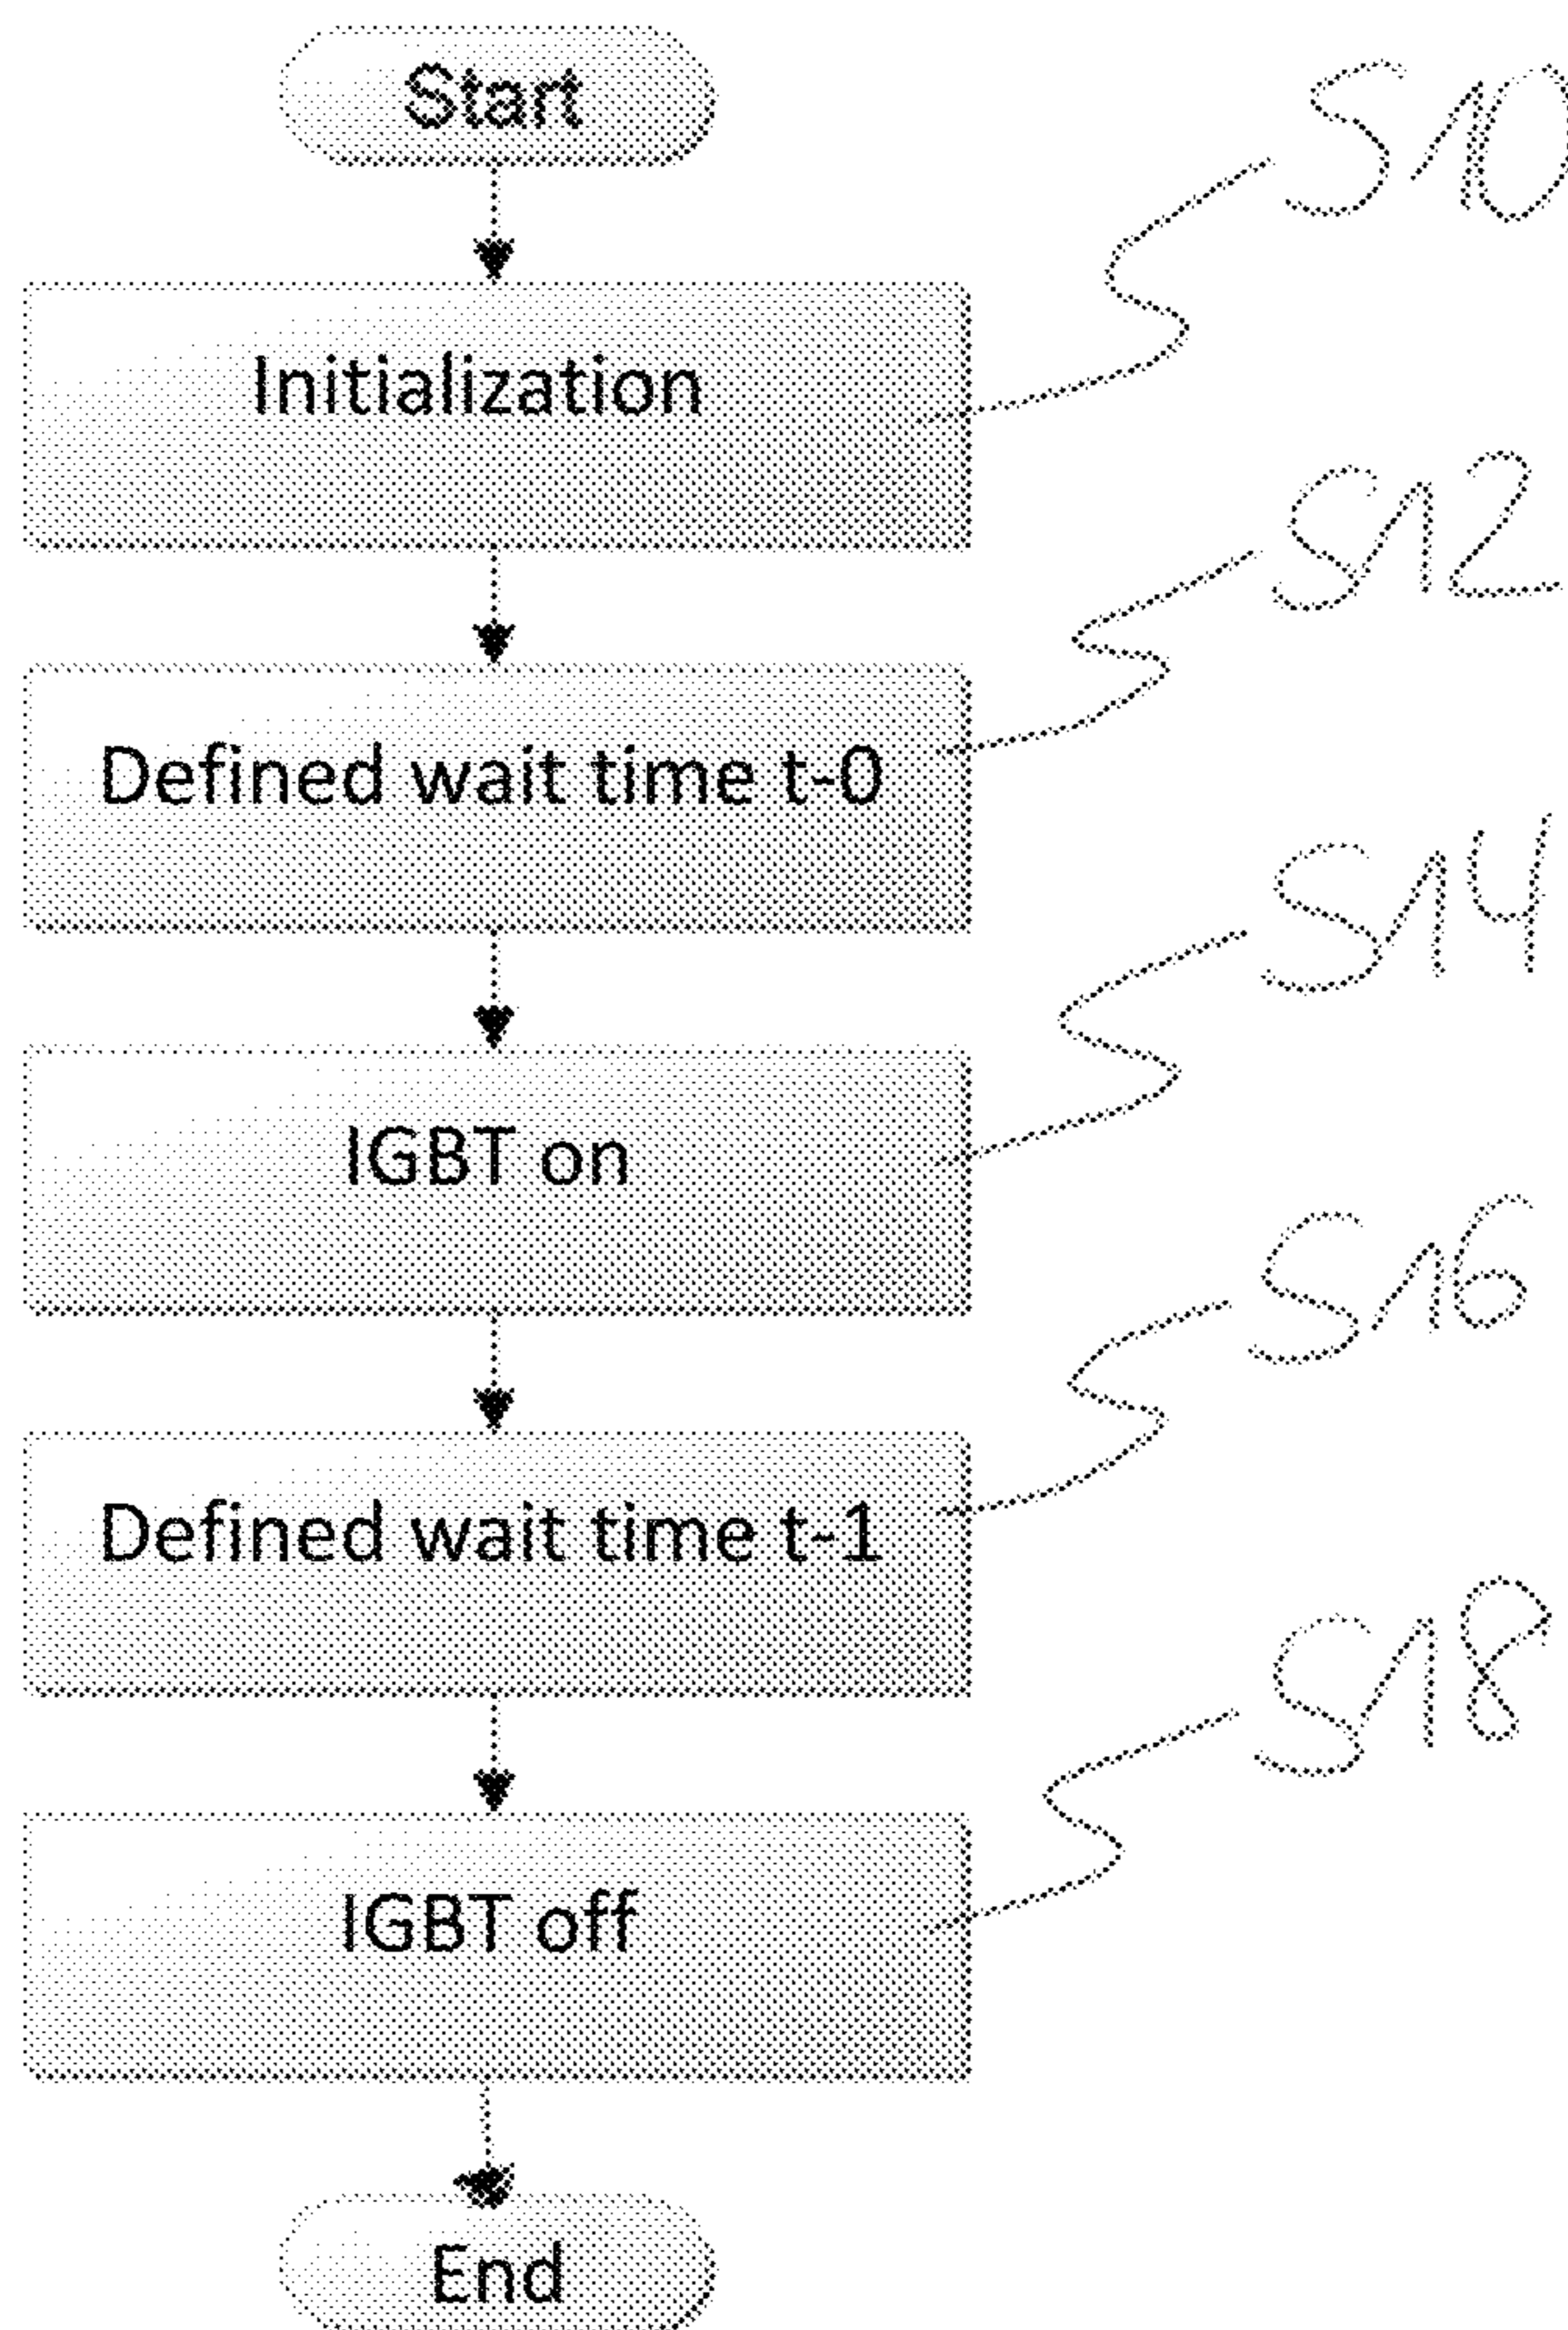 Start
S10
Initialization
S12
Defined wait time t-0
S14
IGBT on
S16
Defined wait time t-1
S18
IGBT off
End